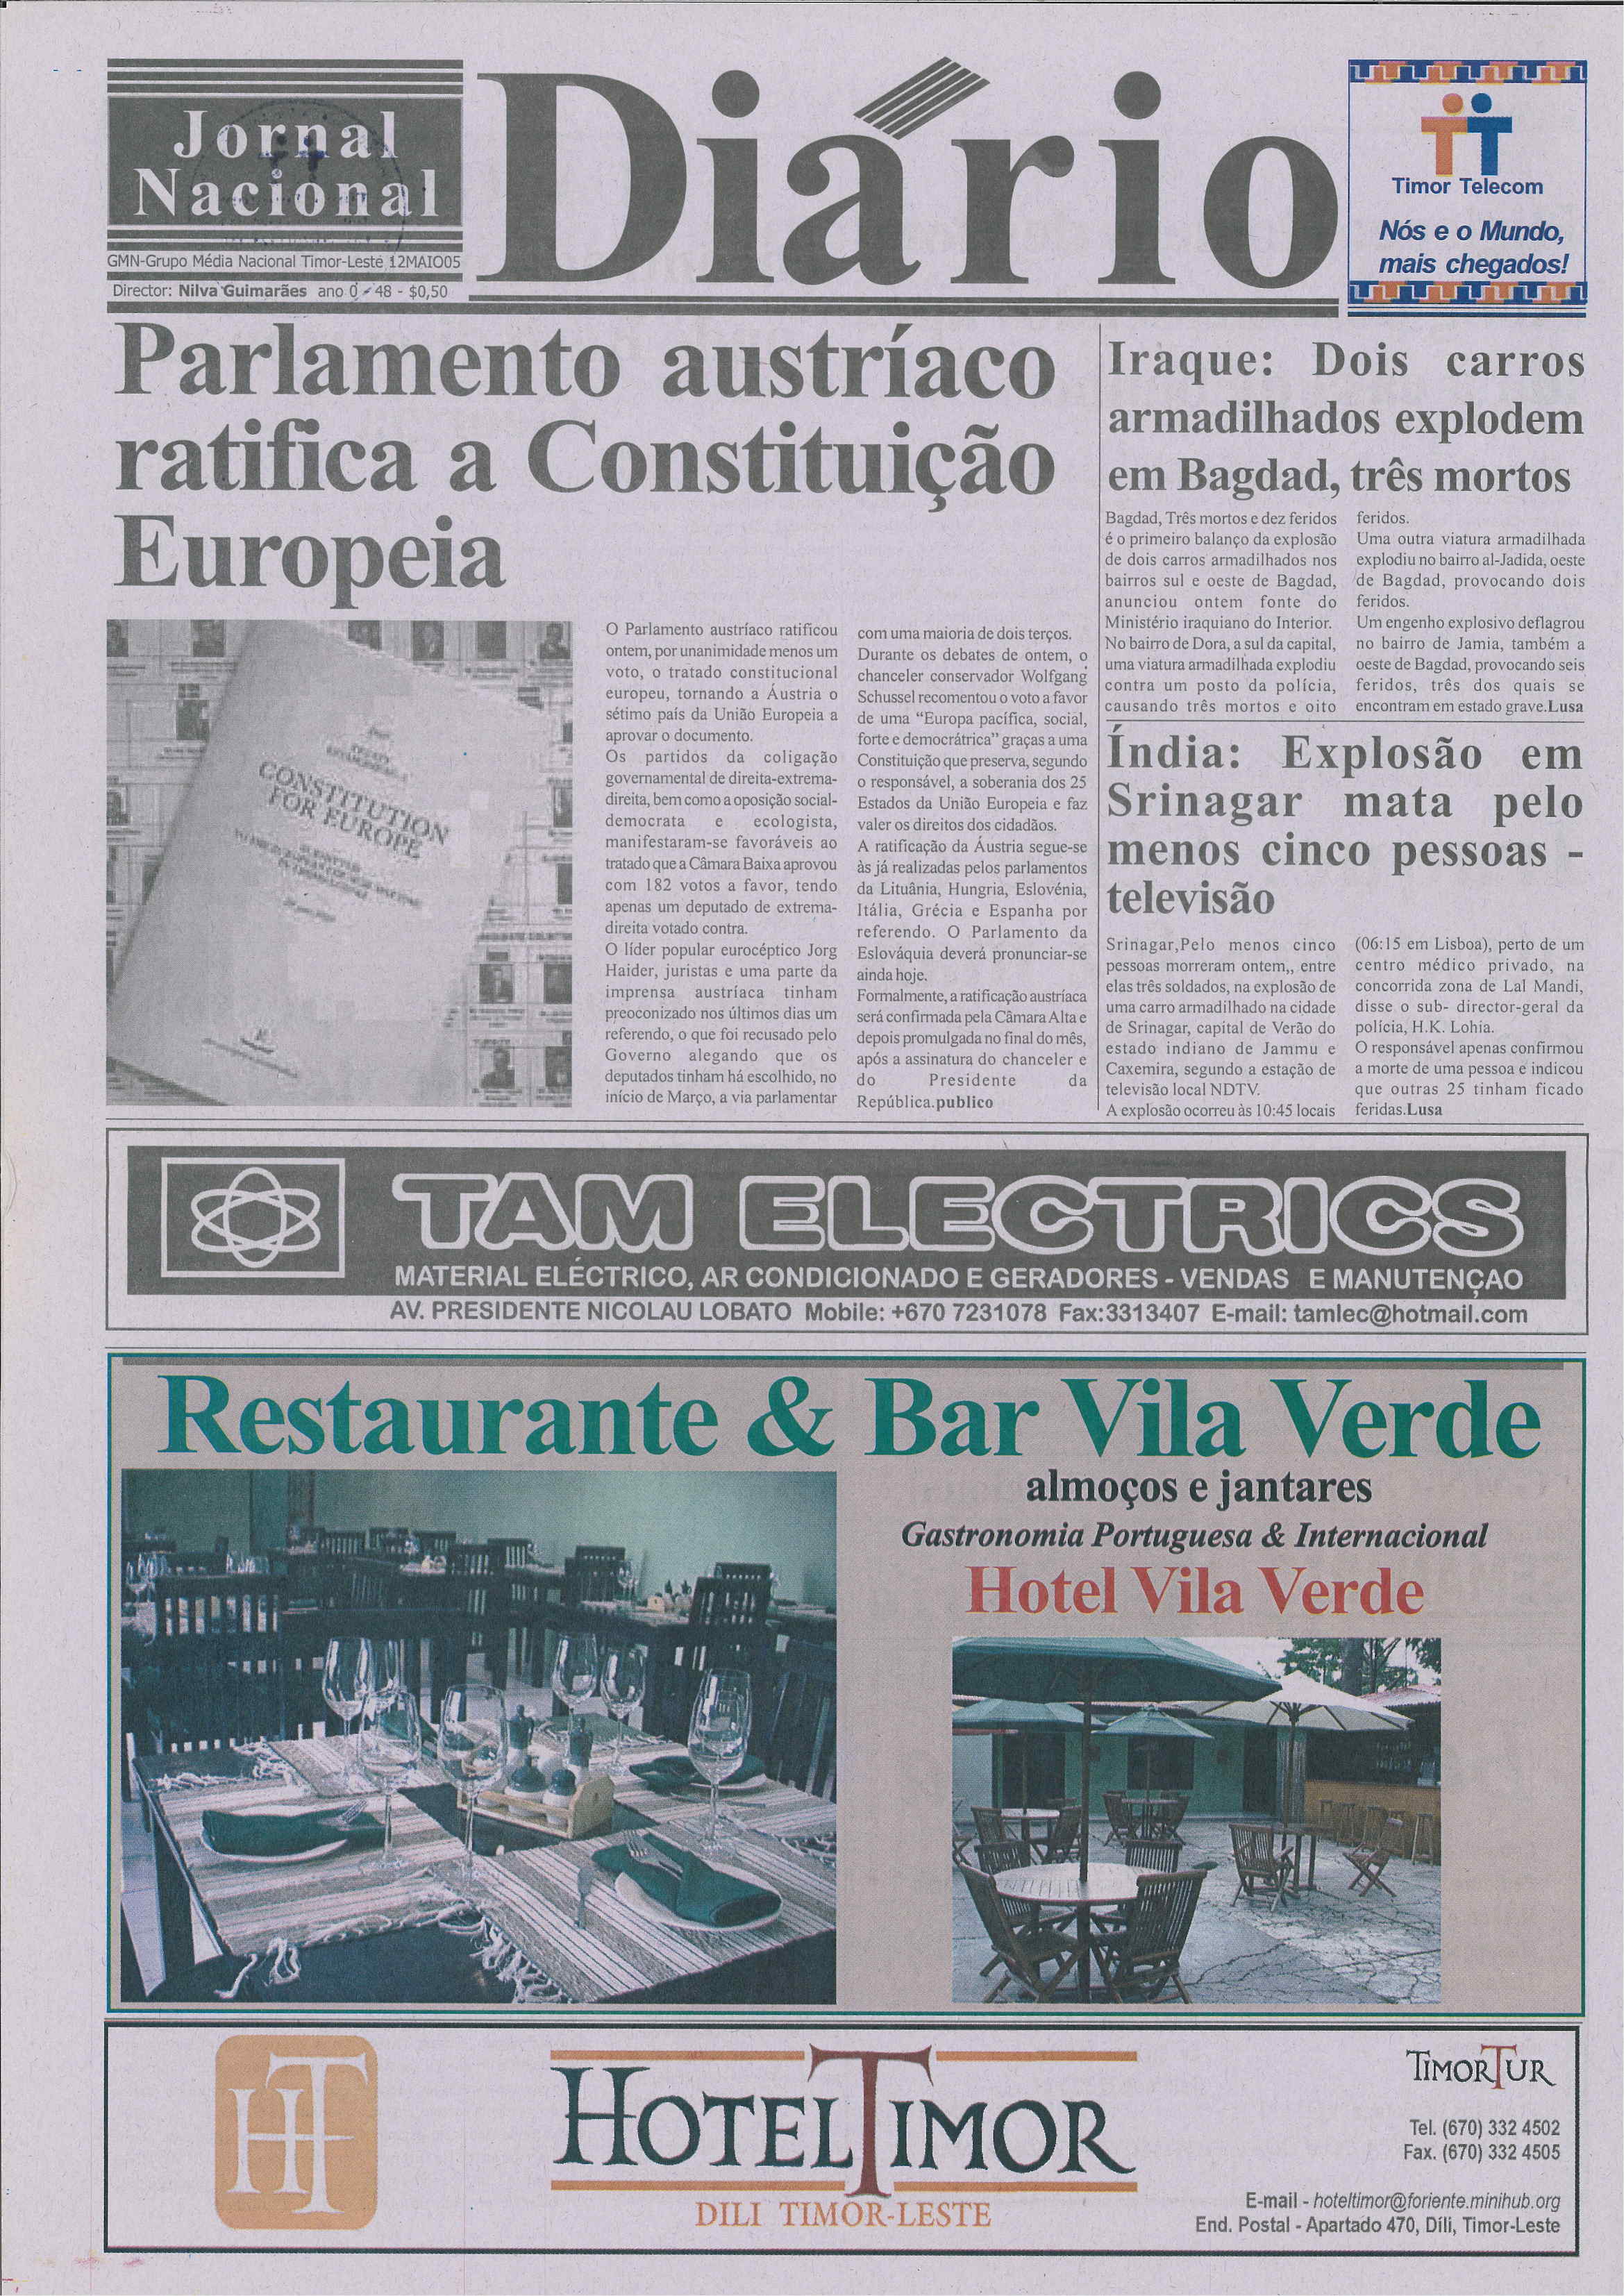 Jornal
Nacional
GMN-Grupo Média Nacional Timor-Leste 12MAIO05
Director: Nilva Guimarães ano 0 - 48 - $0,50
Diário
Timor Telecom
Nós e o Mundo,
mais chegados!
Parlamento austríaco
ratifica a Constituição
Europeia
CONSTITUTION
FOR EUROPE
O Parlamento austríaco ratificou
ontem, por unanimidade menos um
voto, o tratado constitucional
europeu, tornando a Áustria o
sétimo país da União Europeia a
aprovar o documento.
Os partidos da coligação
governamental de direita-extrema-
direita, bem como a oposição social-
democrata e ecologista,
manifestaram-se favoráveis ao
tratado que a Câmara Baixa aprovou
com 182 votos a favor, tendo
apenas um deputado de extrema-
direita votado contra.
O líder popular eurocéptico Jorg
Haider, juristas e uma parte da
imprensa austríaca tinham
preoconizado nos últimos dias um
referendo, o que foi recusado pelo
Governo alegando que os
deputados tinham há escolhido, no
início de Março, a via parlamentar
com uma maioria de dois terços.
Durante os debates de ontem, o
chanceler conservador Wolfgang
Schussel recomentou o voto a favor
de uma “Europa pacífica, social,
forte e democrátrica” graças a uma
Constituição que preserva, segundo
o responsável, a soberania dos 25
Estados da União Europeia e faz
valer os direitos dos cidadãos.
A ratificação da Áustria segue-se
às já realizadas pelos parlamentos
da Lituânia, Hungria, Eslovénia,
Itália, Grécia e Espanha por
referendo. O Parlamento da
Eslováquia deverá pronunciar-se
ainda hoje.
Formalmente, a ratificação austríaca
será confirmada pela Câmara Alta e
depois promulgada no final do mês,
após a assinatura do chanceler e
do Presidente da
República.publico
Iraque: Dois carros
armadilhados explodem
em Bagdad, três mortos
Bagdad, Três mortos e dez feridos
é o primeiro balanço da explosão
de dois carros armadilhados nos
bairros sul e oeste de Bagdad,
anunciou ontem fonte do
Ministério iraquiano do Interior.
No bairro de Dora, a sul da capital,
uma viatura armadilhada explodiu
contra um posto da polícia,
causando três mortos e oito
feridos.
Uma outra viatura armadilhada
explodiu no bairro al-Jadida, oeste
de Bagdad, provocando dois
feridos.
Um engenho explosivo deflagrou
no bairro de Jamia, também a
oeste de Bagdad, provocando seis
feridos, três dos quais se
encontram em estado grave.Lusa
Índia: Explosão em
Srinagar mata pelo
menos cinco pessoas -
televisão
Srinagar,Pelo menos cinco
pessoas morreram ontem,, entre
elas três soldados, na explosão de
uma carro armadilhado na cidade
de Srinagar, capital de Verão do
estado indiano de Jammu e
Caxemira, segundo a estação de
televisão local NDTV.
A explosão ocorreu às 10:45 locais
(06:15 em Lisboa), perto de um
centro médico privado, na
concorrida zona de Lal Mandi,
disse o sub- director-geral da
polícia, H.K. Lohia.
O responsável apenas confirmou
a morte de uma pessoa e indicou
que outras 25 tinham ficado
feridas.Lusa
TAM ELECTRICS
MATERIAL ELÉCTRICO, AR CONDICIONADO E GERADORES - VENDAS E MANUTENÇAO
AV. PRESIDENTE NICOLAU LOBATO Mobile: +670 7231078 Fax:3313407 E-mail: tamlec@hotmail.com
Restaurante & Bar Vila Verde
almoços e jantares
Gastronomia Portuguesa & Internacional
Hotel Vila Verde
HT
HOTEL TIMOR
DILI TIMOR-LESTE
TIMORTUR
Tel. (670) 332 4502
Fax. (670) 332 4505
E-mail - hoteltimor@foriente.minihub.org
End. Postal - Apartado 470, Díli, Timor-Leste